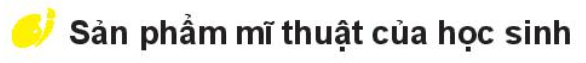 Sản phẩm mĩ thuật của học sinh